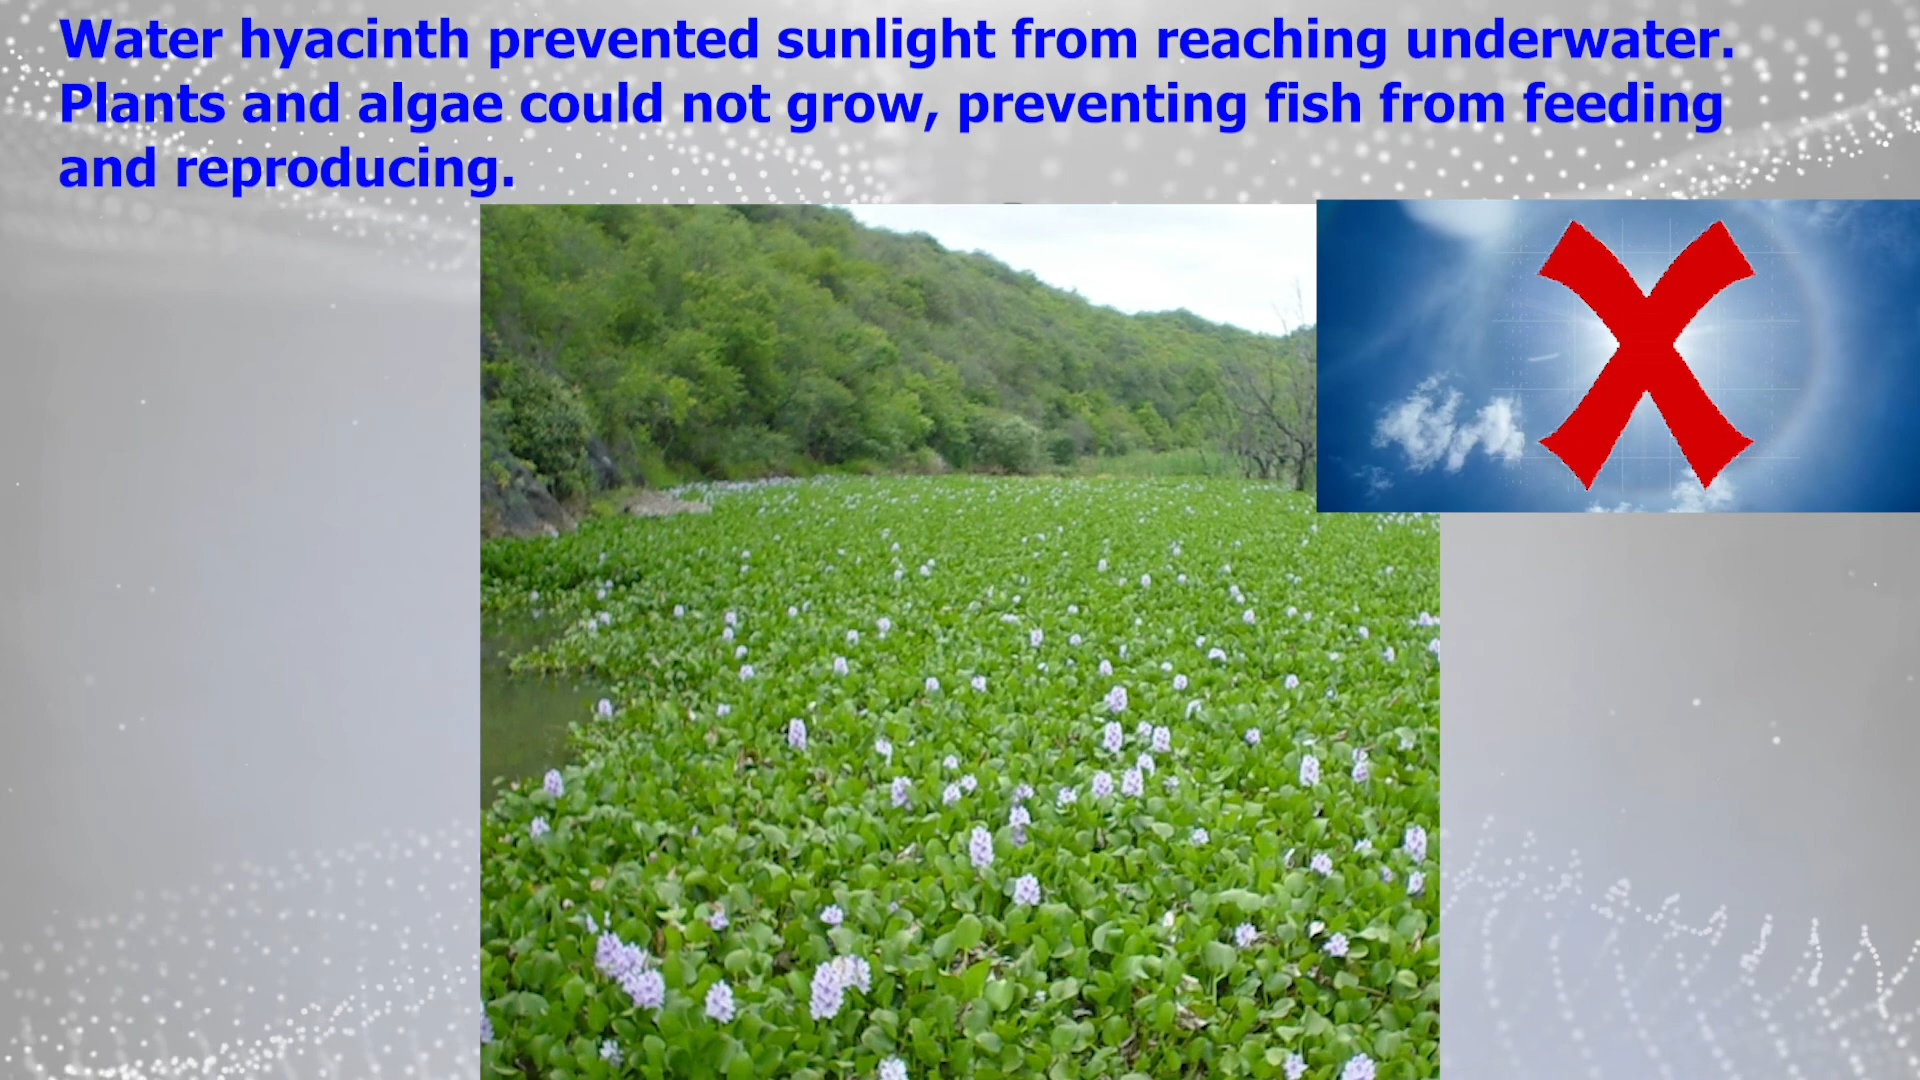 Water hyacinth prevented sunlight from reaching underwater.
Plants and algae could not grow, preventing fish from feeding
and reproducing.